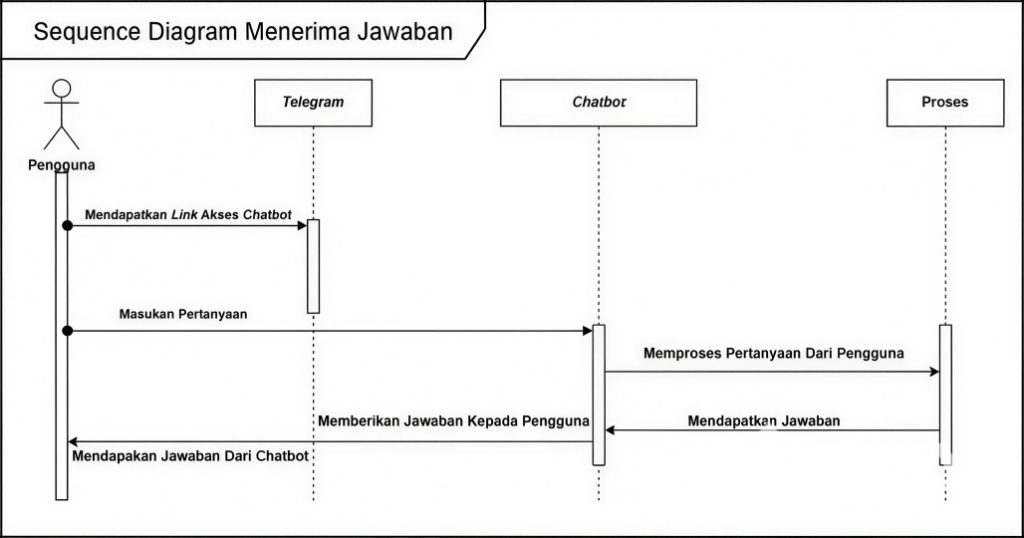 Sequence Diagram Menerima Jawaban
Telegram
Chatbot
Proses
Pengguna
Mendapatkan Link Akses Chatbot
Masukan Pertanyaan
Memproses Pertanyaan Dari Pengguna
Memberikan Jawaban Kepada Pengguna
Mendapatkan Jawaban
Mendapakan Jawaban Dari Chatbot